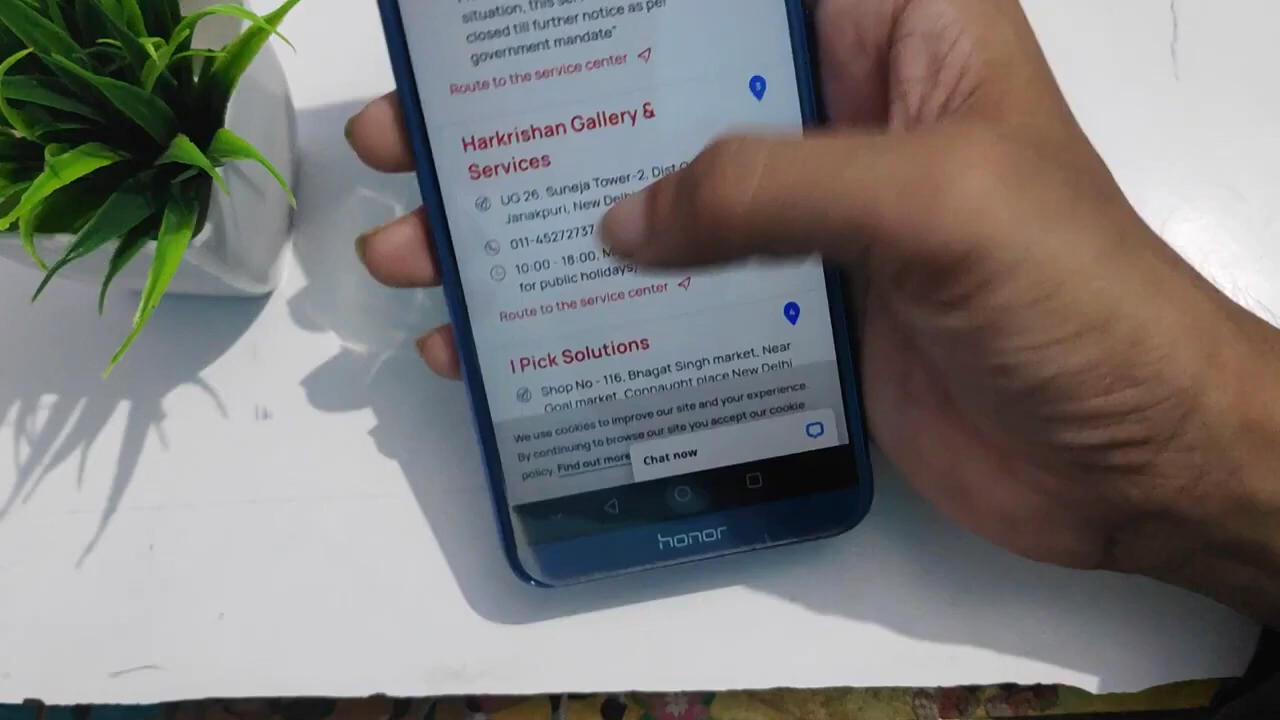 situation, this
closed till further notice as per
government mandate"
Route to the service center
3
Harkrishan Gallery &
Services
UG 26, Suneja Tower-2, Dist
Janakpuri, New Delhi
011-45272737
10:00 - 18:00,
for public holidays,
Route to the service center
4
I Pick Solutions
Shop No - 116, Bhagat Singh market, Near
Goal market, Connaught place New Delhi
We use cookies to improve our site and your experience.
By continuing to browse our site you accept our cookie
policy. Find out more
Chat now
honor